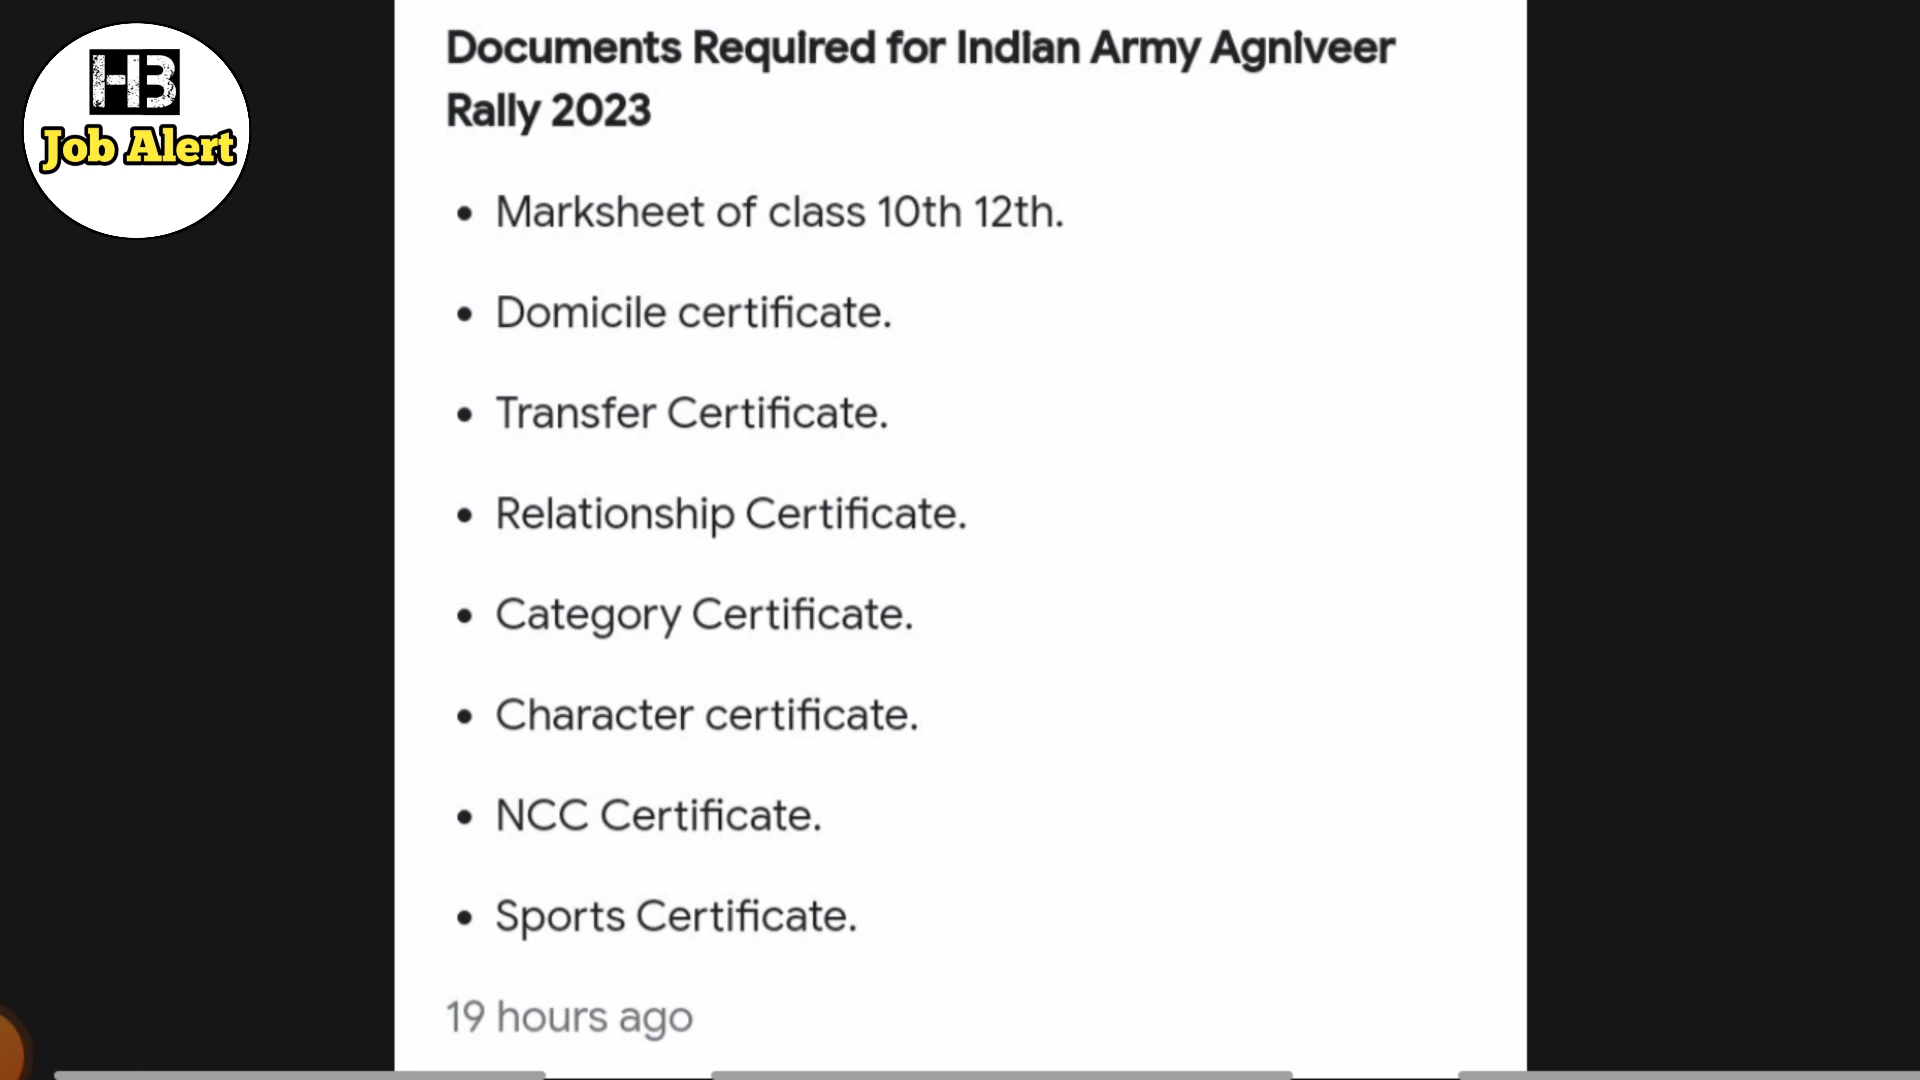 HB
Job Alert
Documents Required for Indian Army Agniveer
Rally 2023
• Marksheet of class 10th 12th.
• Domicile certificate.
• Transfer Certificate.
• Relationship Certificate.
• Category Certificate.
• Character certificate.
• NCC Certificate.
• Sports Certificate.
19 hours ago